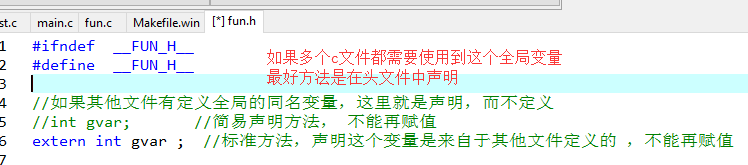 st.c main.c fun.c Makefile.win [*] fun.h
1 #ifndef __FUN_H__
2 #define __FUN_H__
如果多个c文件都需要使用到这个全局变量
最好方法是在头文件中声明
3
4 //如果其他文件有定义全局的同名变量，这里就是声明，而不定义
5 //int gvar; //简易声明方法， 不能再赋值
6 extern int gvar ; //标准方法，声明这个变量是来自于其他文件定义的 ，不能再赋值
7